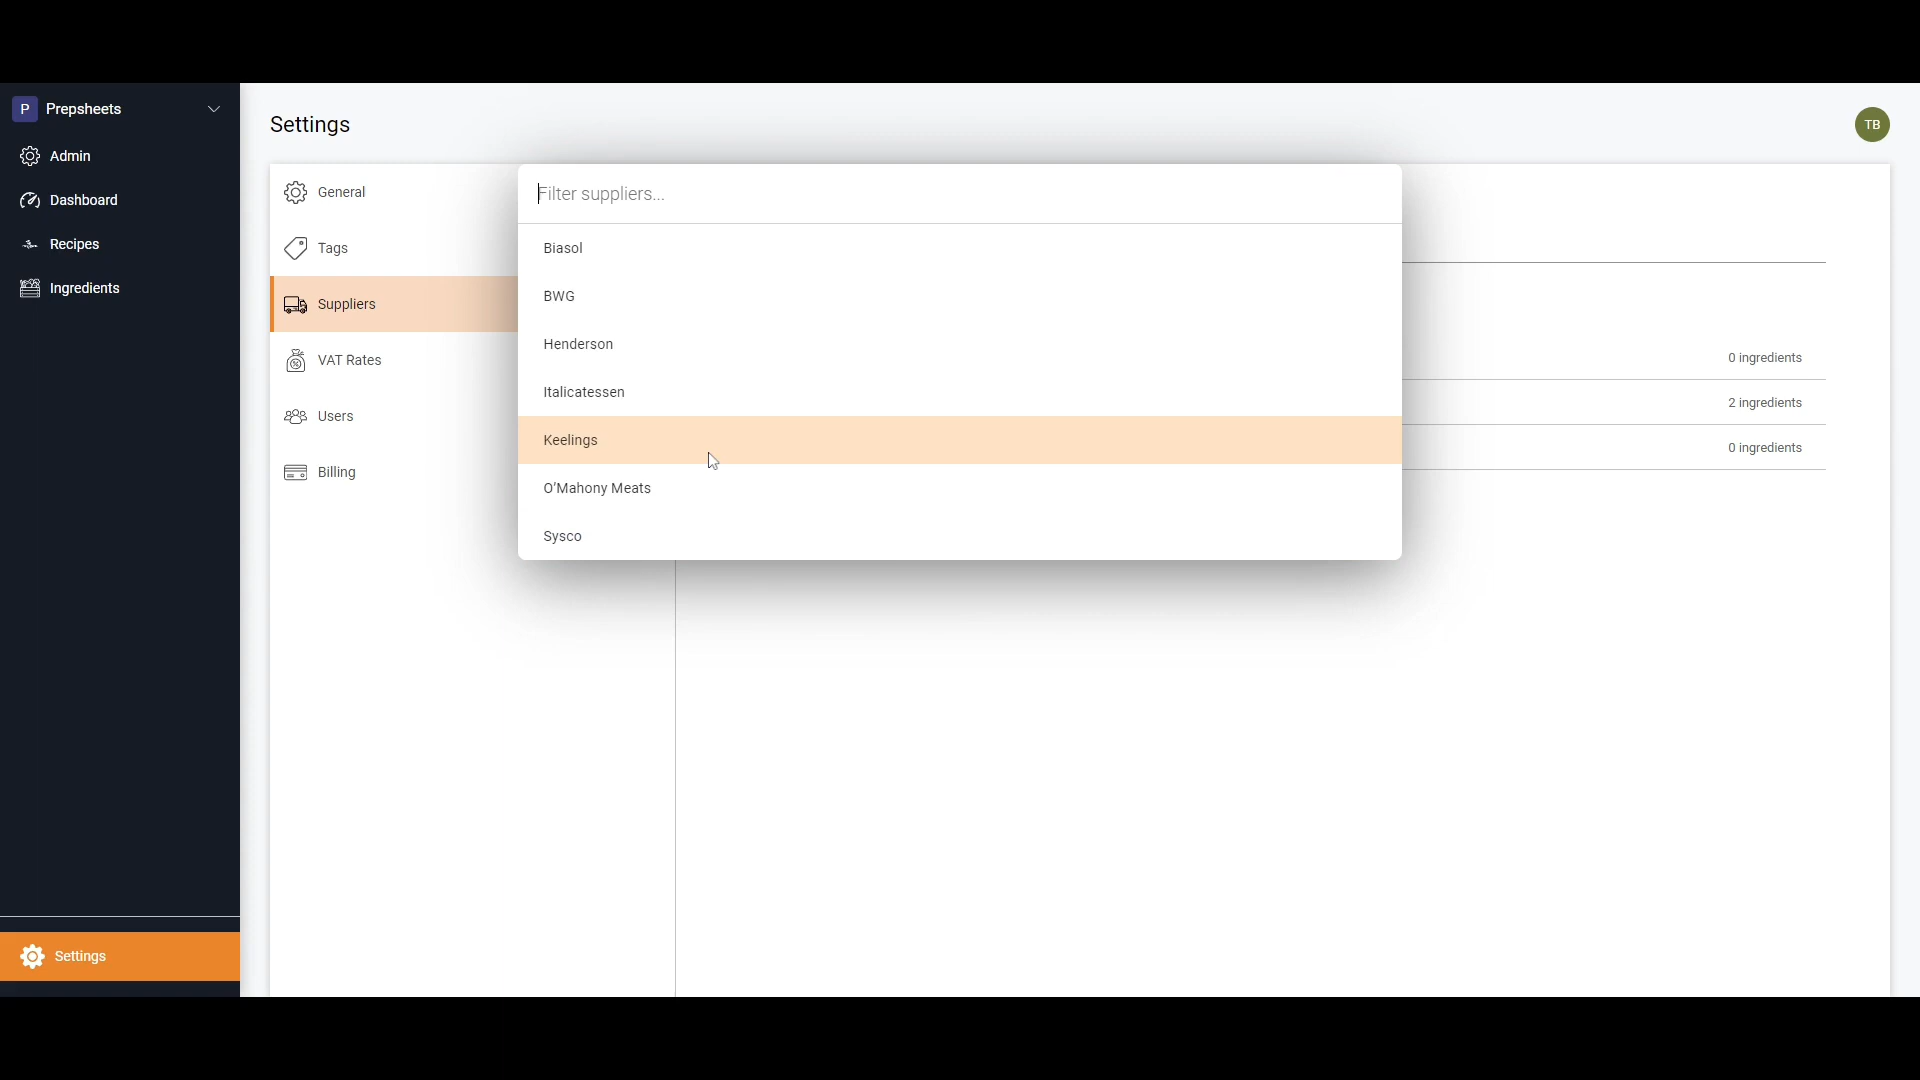 P Prepsheets
Admin
Dashboard
Recipes
Ingredients
Settings
Settings
TB
General
Tags
Suppliers
VAT Rates
Users
Billing
Filter suppliers...
Biasol
BWG
Henderson
Italicatessen
Keelings
O'Mahony Meats
Sysco
0 ingredients
2 ingredients
0 ingredients